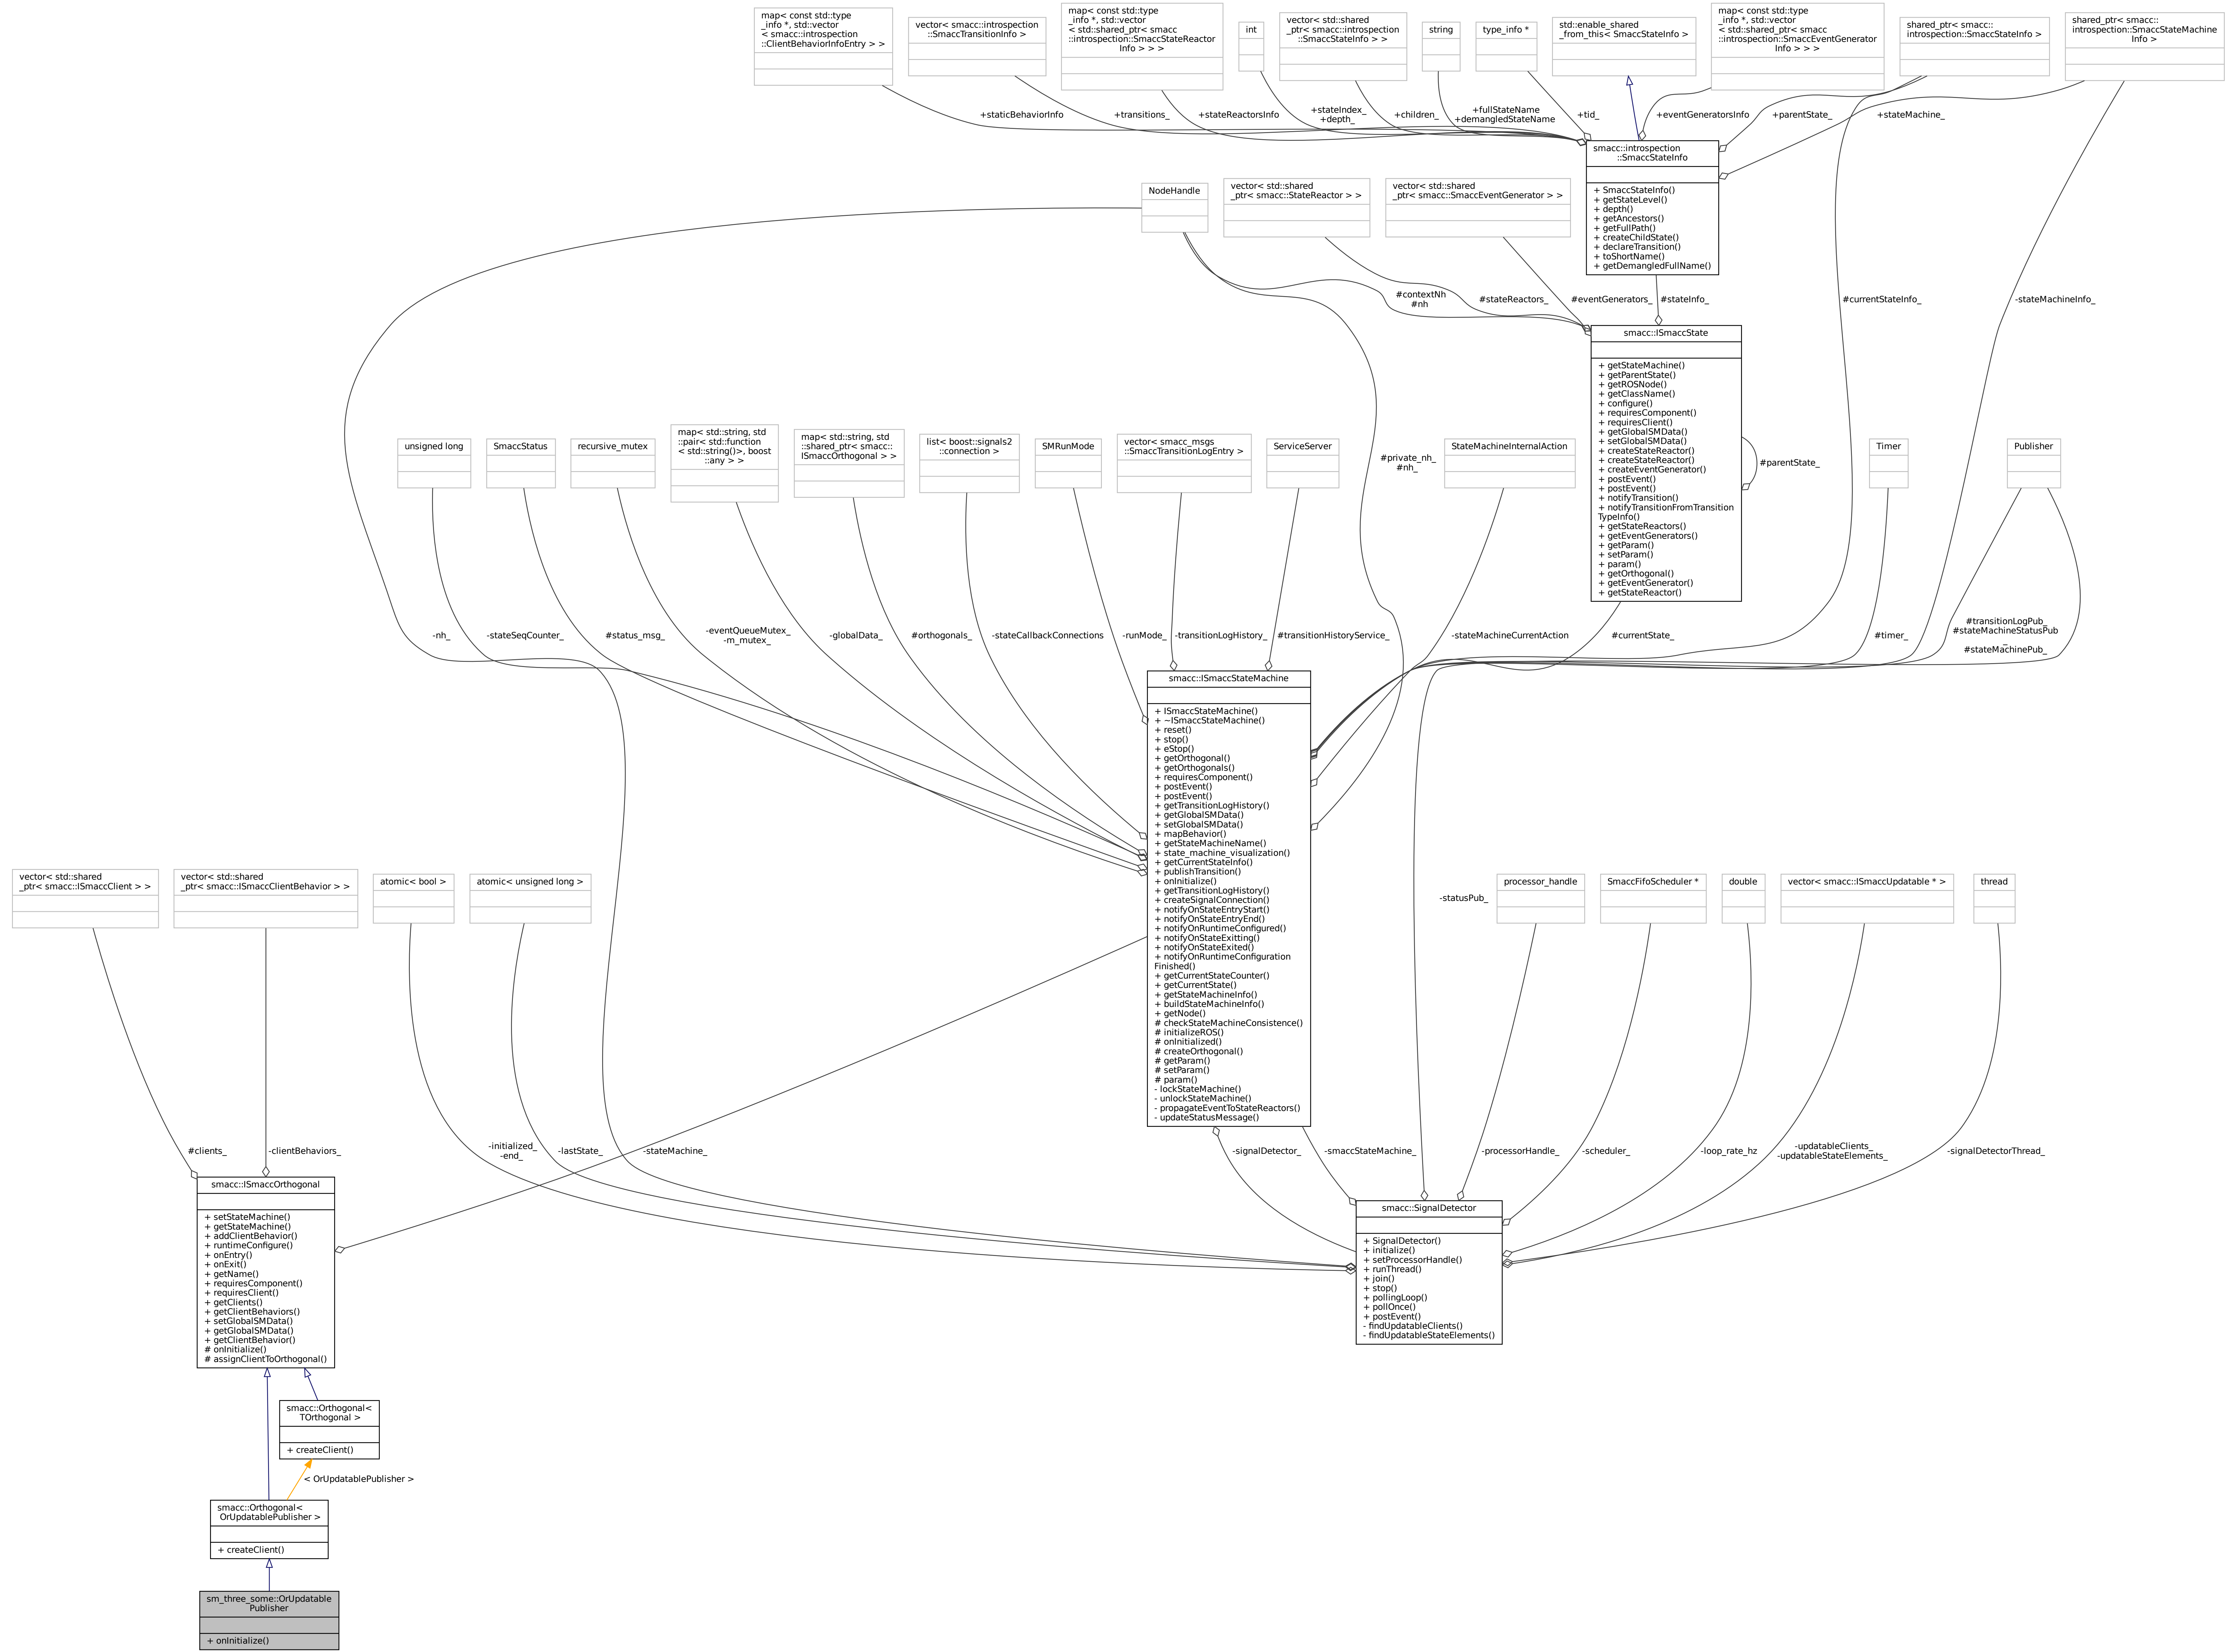 map< const std::type
_info *, std::vector
< smacc::introspection
::ClientBehaviorInfoEntry > >
vector< smacc::introspection
::SmaccTransitionInfo >
map< const std::type
_info *, std::vector
< std::shared_ptr< smacc
::introspection::SmaccStateReactor
Info > > >
int
vector< std::shared
_ptr< smacc::introspection
::SmaccStateInfo > >
string
type_info *
std::enable_shared
_from_this< SmaccStateInfo >
map< const std::type
_info *, std::vector
< std::shared_ptr< smacc
::introspection::SmaccEventGenerator
Info > > >
shared_ptr< smacc::
introspection::SmaccStateInfo >
shared_ptr< smacc::
introspection::SmaccStateMachine
Info >
+staticBehaviorInfo
+transitions_
+stateReactorsInfo
+stateIndex_
+depth_
+children_
+fullStateName
+demangledStateName
+tid_
+eventGeneratorsInfo
+parentState_
+stateMachine_
smacc::introspection
::SmaccStateInfo
+ SmaccStateInfo()
+ getStateLevel()
+ depth()
+ getAncestors()
+ getFullPath()
+ createChildState()
+ declareTransition()
+ toShortName()
+ getDemangledFullName()
NodeHandle
vector< std::shared
_ptr< smacc::StateReactor > >
vector< std::shared
_ptr< smacc::SmaccEventGenerator > >
#contextNh
#nh
#stateReactors_
#eventGenerators_
#stateInfo_
#currentStateInfo_
-stateMachineInfo_
smacc::ISmaccState
+ getStateMachine()
+ getParentState()
+ getROSNode()
+ getClassName()
+ configure()
+ requiresComponent()
+ requiresClient()
+ getGlobalSMData()
+ setGlobalSMData()
+ createStateReactor()
+ createStateReactor()
+ createEventGenerator()
+ postEvent()
+ postEvent()
+ notifyTransition()
+ notifyTransitionFromTransition
TypeInfo()
+ getStateReactors()
+ getEventGenerators()
+ getParam()
+ setParam()
+ param()
+ getOrthogonal()
+ getEventGenerator()
+ getStateReactor()
#parentState_
unsigned long
SmaccStatus
recursive_mutex
map< std::string, std
::pair< std::function
< std::string()>, boost
::any > >
map< std::string, std
::shared_ptr< smacc::
ISmaccOrthogonal > >
list< boost::signals2
::connection >
SMRunMode
vector< smacc_msgs
::SmaccTransitionLogEntry >
ServiceServer
#private_nh_
#nh_
StateMachineInternalAction
Timer
Publisher
-nh_
-stateSeqCounter_
#status_msg_
-eventQueueMutex_
-m_mutex_
-globalData_
#orthogonals_
-stateCallbackConnections
-runMode_
-transitionLogHistory_
#transitionHistoryService_
-stateMachineCurrentAction
#currentState_
#timer_
#transitionLogPub_
#stateMachineStatusPub
_
#stateMachinePub_
smacc::ISmaccStateMachine
+ ISmaccStateMachine()
+ ~ISmaccStateMachine()
+ reset()
+ stop()
+ eStop()
+ getOrthogonal()
+ getOrthogonals()
+ requiresComponent()
+ postEvent()
+ postEvent()
+ getTransitionLogHistory()
+ getGlobalSMData()
+ setGlobalSMData()
+ mapBehavior()
+ getStateMachineName()
+ state_machine_visualization()
+ getCurrentStateInfo()
+ publishTransition()
+ onInitialize()
+ getTransitionLogHistory()
+ createSignalConnection()
+ notifyOnStateEntryStart()
+ notifyOnStateEntryEnd()
+ notifyOnRuntimeConfigured()
+ notifyOnStateExitting()
+ notifyOnStateExited()
+ notifyOnRuntimeConfiguration
Finished()
+ getCurrentStateCounter()
+ getCurrentState()
+ getStateMachineInfo()
+ buildStateMachineInfo()
+ getNode()
# checkStateMachineConsistence()
# initializeROS()
# onInitialized()
# createOrthogonal()
# getParam()
# setParam()
# param()
- lockStateMachine()
- unlockStateMachine()
- propagateEventToStateReactors()
- updateStatusMessage()
vector< std::shared
_ptr< smacc::ISmaccClient > >
vector< std::shared
_ptr< smacc::ISmaccClientBehavior > >
atomic< bool >
atomic< unsigned long >
-statusPub_
processor_handle
SmaccFifoScheduler *
double
vector< smacc::ISmaccUpdatable * >
thread
#clients_
-clientBehaviors_
-initialized_
-end_
-lastState_
-stateMachine_
-signalDetector_
-smaccStateMachine_
-processorHandle_
-scheduler_
-loop_rate_hz
-updatableClients_
-updatableStateElements_
-signalDetectorThread_
smacc::ISmaccOrthogonal
+ setStateMachine()
+ getStateMachine()
+ addClientBehavior()
+ runtimeConfigure()
+ onEntry()
+ onExit()
+ getName()
+ requiresComponent()
+ requiresClient()
+ getClients()
+ getClientBehaviors()
+ setGlobalSMData()
+ getGlobalSMData()
+ getClientBehavior()
# onInitialize()
# assignClientToOrthogonal()
smacc::SignalDetector
+ SignalDetector()
+ initialize()
+ setProcessorHandle()
+ runThread()
+ join()
+ stop()
+ pollingLoop()
+ pollOnce()
+ postEvent()
- findUpdatableClients()
- findUpdatableStateElements()
smacc::Orthogonal<
TOrthogonal >
+ createClient()
< OrUpdatablePublisher >
smacc::Orthogonal<
OrUpdatablePublisher >
+ createClient()
sm_three_some::OrUpdatable
Publisher
+ onInitialize()